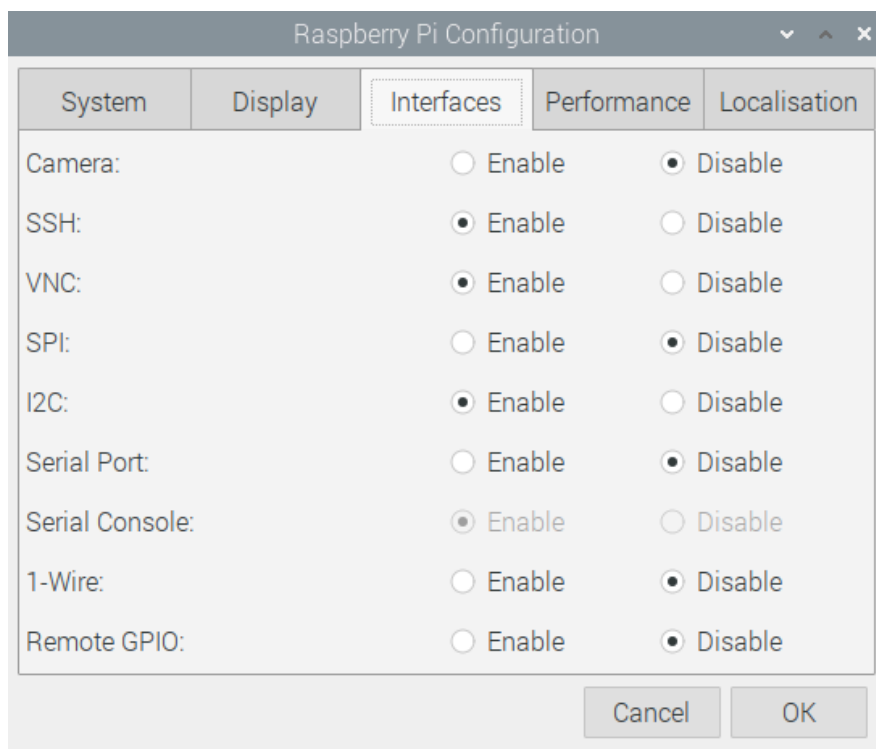 Raspberry Pi Configuration
System Display Interfaces Performance Localisation
Camera: Enable Disable
SSH: Enable Disable
VNC: Enable Disable
SPI: Enable Disable
I2C: Enable Disable
Serial Port: Enable Disable
Serial Console: Enable Disable
1-Wire: Enable Disable
Remote GPIO: Enable Disable
Cancel OK